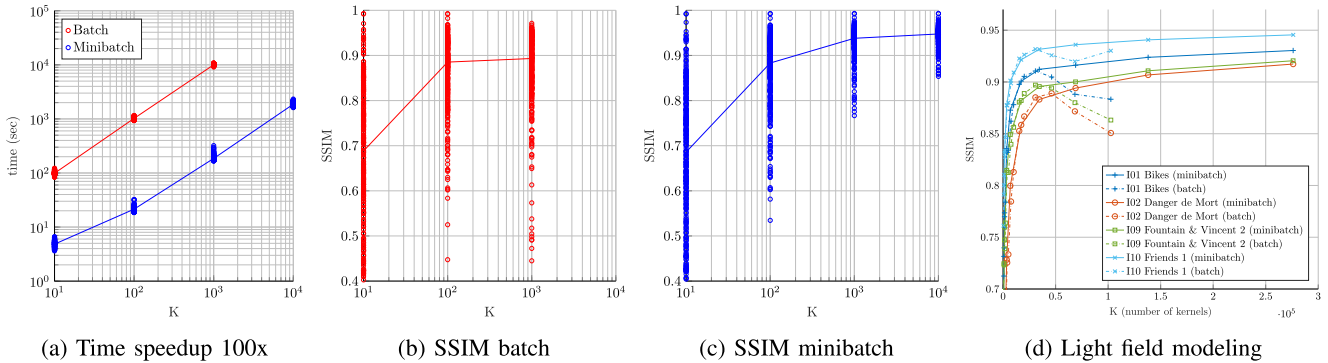 10^5
10^4
10^3
10^2
10^1
10^0
time (sec)
Batch
Minibatch
10^1 10^2 10^3 10^4
K
(a) Time speedup 100x
1
0.9
0.8
0.7
0.6
0.5
0.4
SSIM
10^1 10^2 10^3 10^4
K
(b) SSIM batch
1
0.9
0.8
0.7
0.6
0.5
0.4
SSIM
10^1 10^2 10^3 10^4
K
(c) SSIM minibatch
0.95
0.9
0.85
0.8
0.75
0.7
SSIM
I01 Bikes (minibatch)
I01 Bikes (batch)
I02 Danger de Mort (minibatch)
I02 Danger de Mort (batch)
I09 Fountain & Vincent 2 (minibatch)
I09 Fountain & Vincent 2 (batch)
I10 Friends 1 (minibatch)
I10 Friends 1 (batch)
0 0.5 1 1.5 2 2.5 3
K (number of kernels)
·10^5
(d) Light field modeling